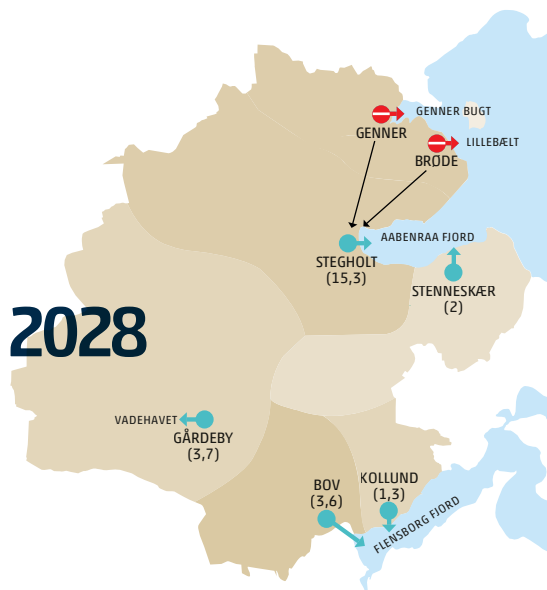 GENNER BUGT
GENNER
LILLEBÆLT
BRØDE
AABENRAA FJORD
STEGHOLT
(15,3)
STENNESKÆR
(2)
2028
VADEHAVET
GÅRDEBY
(3,7)
BOV
(3,6)
KOLLUND
(1,3)
FLENSBORG FJORD